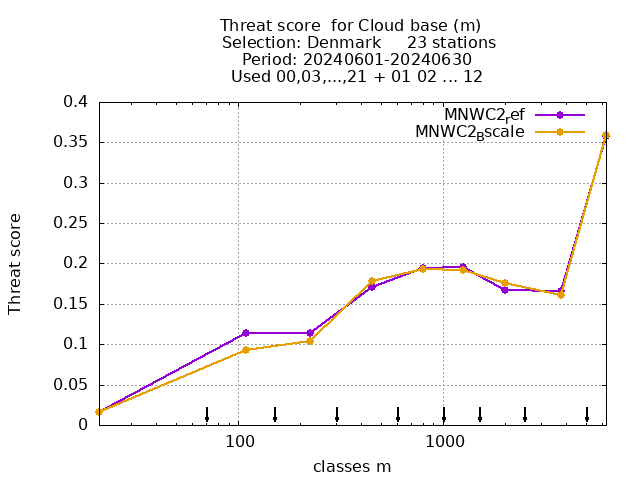 Threat score  for Cloud base (m)
Selection: Denmark     23 stations
Period: 20240601-20240630
Used 00,03,...,21 + 01 02 ... 12
MNWC2ref
MNWC2Bscale
0.4
0.35
0.3
0.25
0.2
0.15
0.1
0.05
0
Threat score
100
1000
classes m